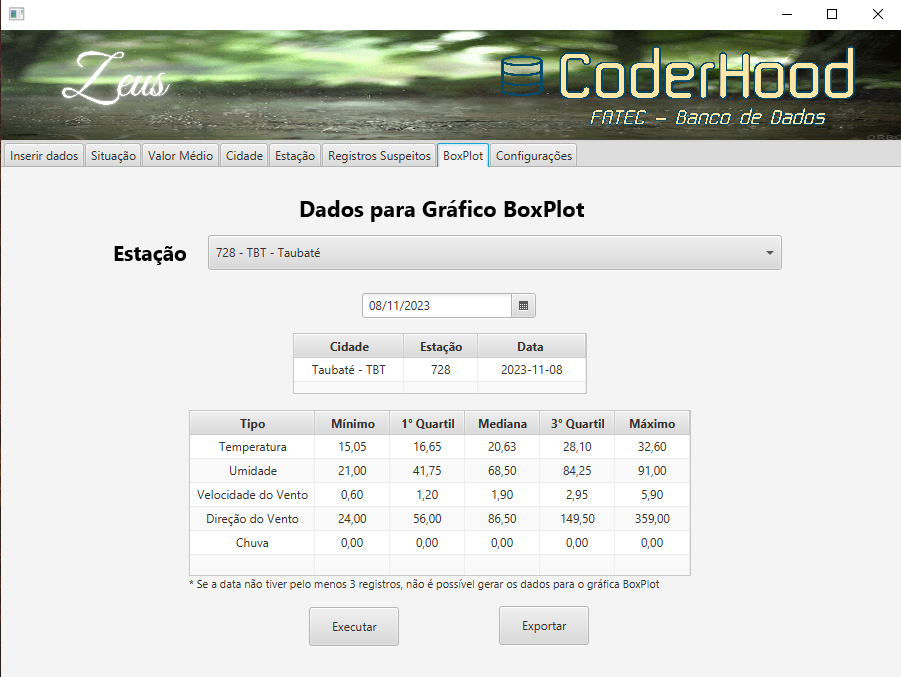 Zeus
CoderHood
FATEC - Banco de Dados
Inserir dados Situação Valor Médio Cidade Estação Registros Suspeitos BoxPlot Configurações
Dados para Gráfico BoxPlot
Estação 728 - TBT - Taubaté
08/11/2023
Cidade Estação Data
Taubaté - TBT 728 2023-11-08
Tipo Mínimo 1° Quartil Mediana 3° Quartil Máximo
Temperatura 15,05 16,65 20,63 28,10 32,60
Umidade 21,00 41,75 68,50 84,25 91,00
Velocidade do Vento 0,60 1,20 1,90 2,95 5,90
Direção do Vento 24,00 56,00 86,50 149,50 359,00
Chuva 0,00 0,00 0,00 0,00 0,00
* Se a data não tiver pelo menos 3 registros, não é possível gerar os dados para o gráfica BoxPlot
Executar Exportar